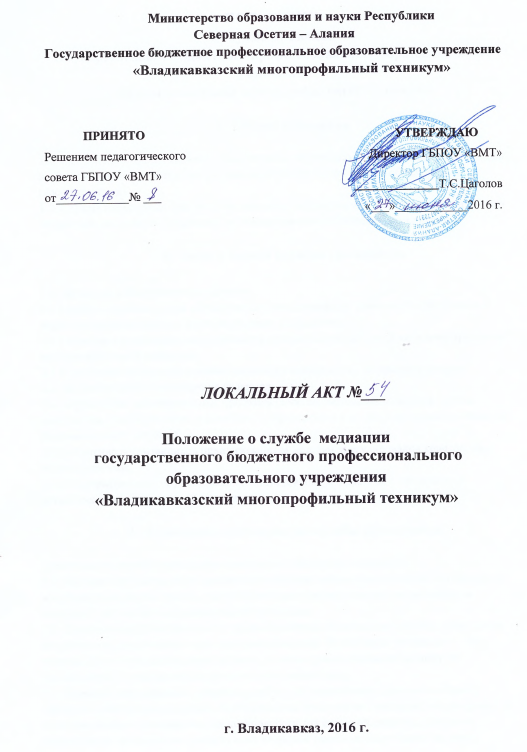 Министерство образования и науки Республики
Северная Осетия – Алания
Государственное бюджетное профессиональное образовательное учреждение
«Владикавказский многопрофильный техникум»
ПРИНЯТО
Решением педагогического
совета ГБПОУ «ВМТ»
от 27.06.16 № 8
УТВЕРЖДАЮ
Директор ГБПОУ «ВМТ»
Т.С.Цаголов
«27» июня 2016 г.
ЛОКАЛЬНЫЙ АКТ № 54
Положение о службе медиации
государственного бюджетного профессионального
образовательного учреждения
«Владикавказский многопрофильный техникум»
г. Владикавказ, 2016 г.